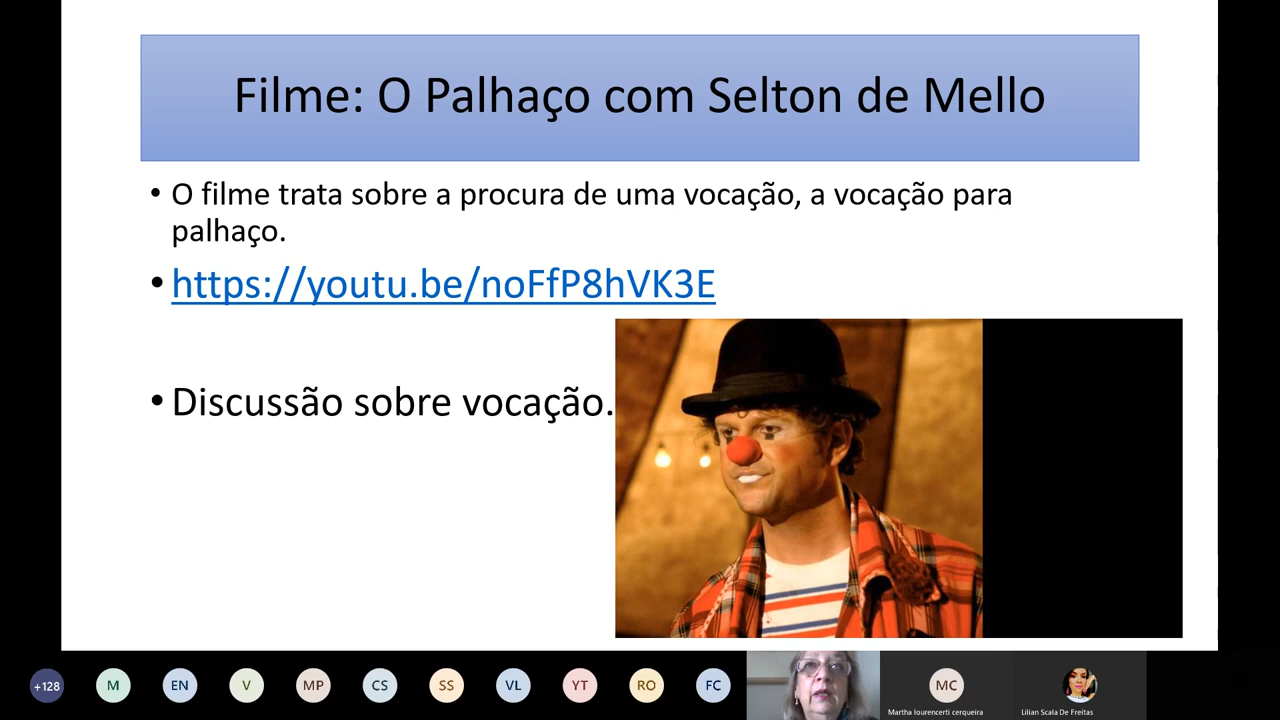 Filme: O Palhaço com Selton de Mello
• O filme trata sobre a procura de uma vocação, a vocação para
palhaço.
• https://youtu.be/noFfP8hVK3E
• Discussão sobre vocação.
+128 M EN V MP CS SS VL YT RO FC MC
Martha lourencerti cerqueira Lilian Scala De Freitas